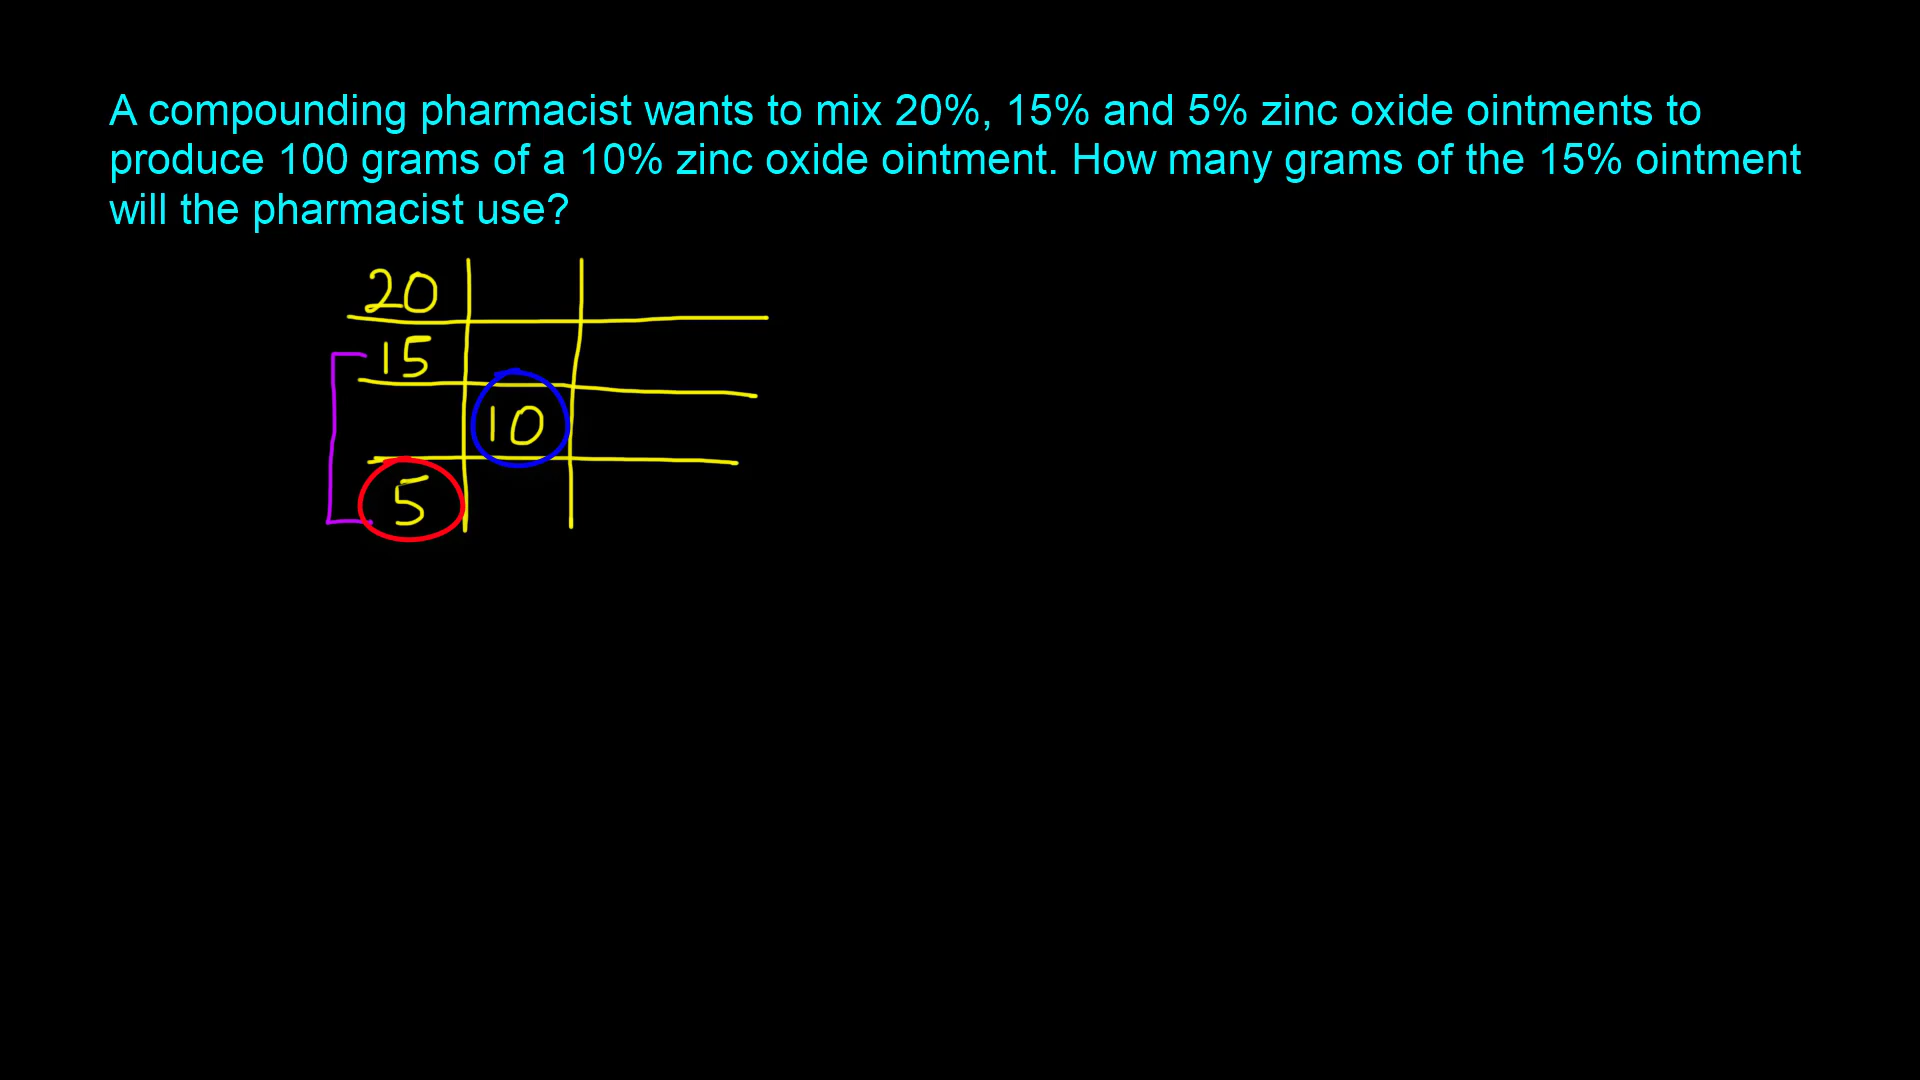 A compounding pharmacist wants to mix 20%, 15% and 5% zinc oxide ointments to
produce 100 grams of a 10% zinc oxide ointment. How many grams of the 15% ointment
will the pharmacist use?
20
15
10
5